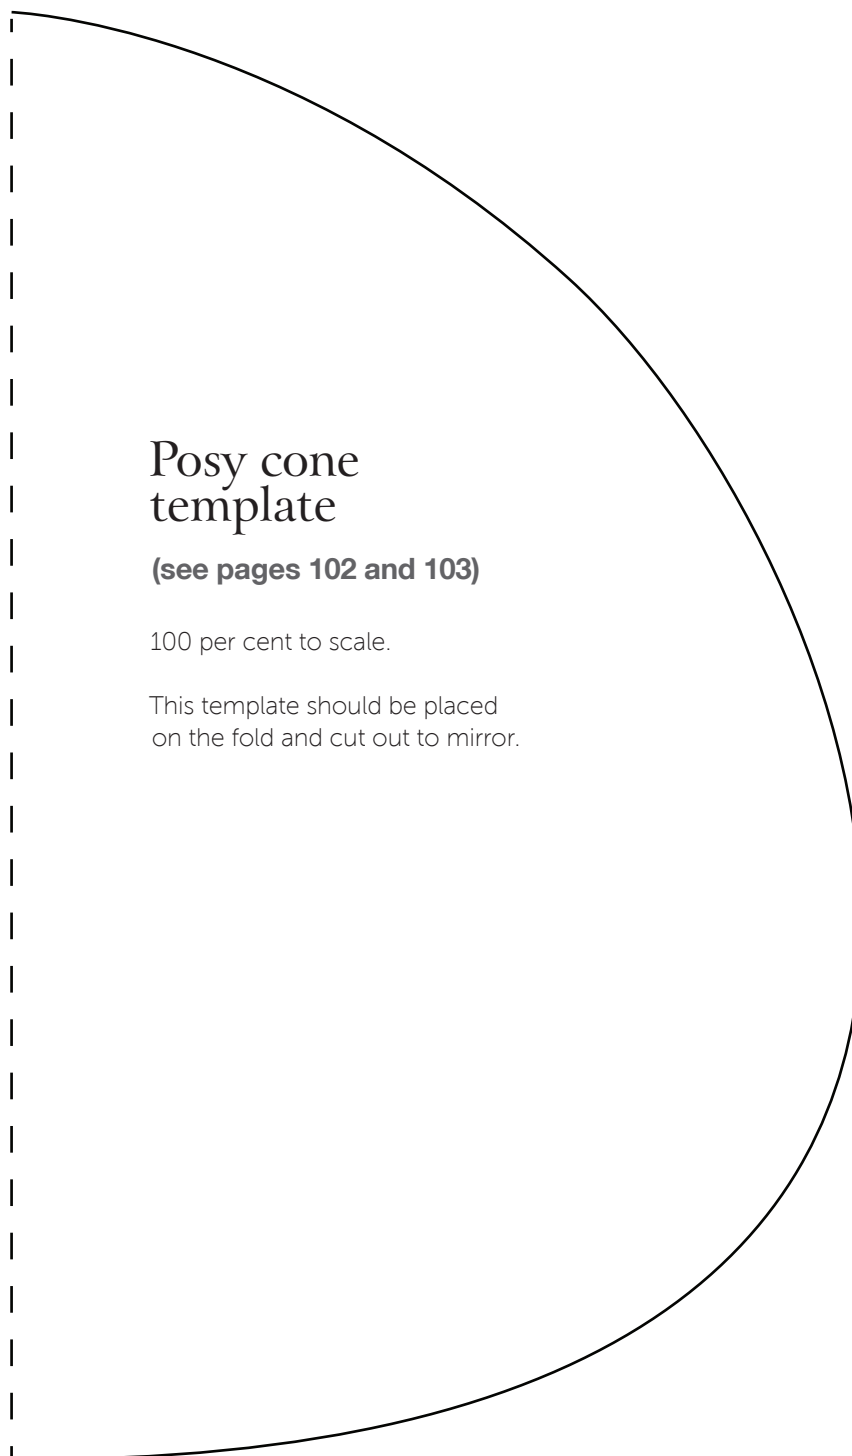 Posy cone
template
(see pages 102 and 103)
100 per cent to scale.
This template should be placed
on the fold and cut out to mirror.